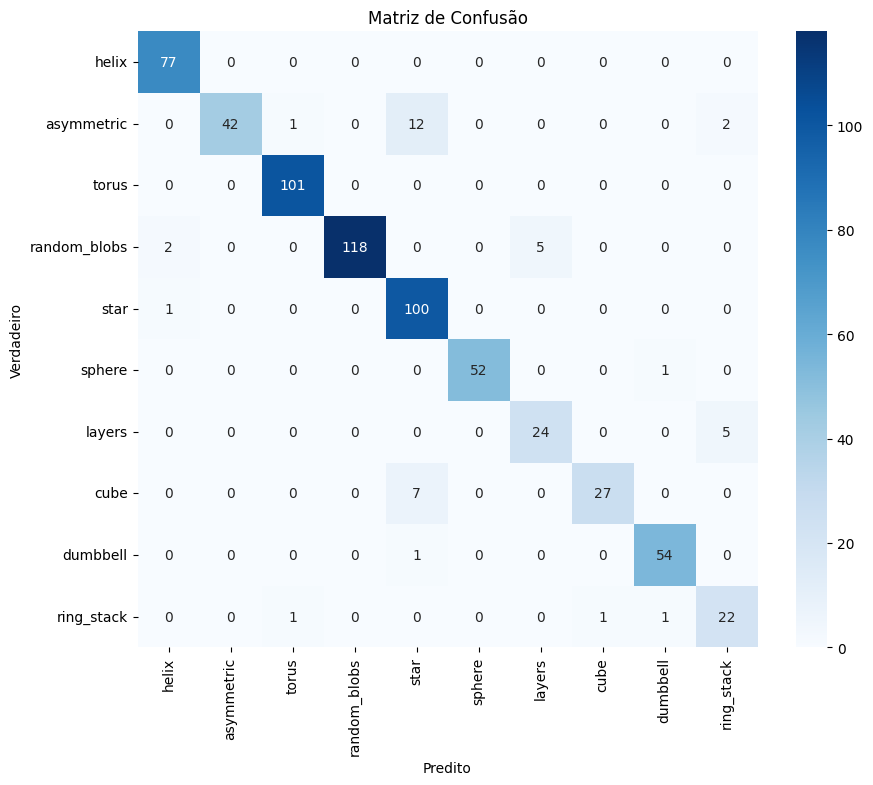 Matriz de Confusão
Verdadeiro
helix 77 0 0 0 0 0 0 0 0 0
asymmetric 0 42 1 0 12 0 0 0 0 2
torus 0 0 101 0 0 0 0 0 0 0
random_blobs 2 0 0 118 0 0 5 0 0 0
star 1 0 0 0 100 0 0 0 0 0
sphere 0 0 0 0 0 52 0 0 1 0
layers 0 0 0 0 0 0 24 0 0 5
cube 0 0 0 0 7 0 0 27 0 0
dumbbell 0 0 0 0 1 0 0 0 54 0
ring_stack 0 0 1 0 0 0 0 1 1 22
helix asymmetric torus random_blobs star sphere layers cube dumbbell ring_stack
Predito
100
80
60
40
20
0